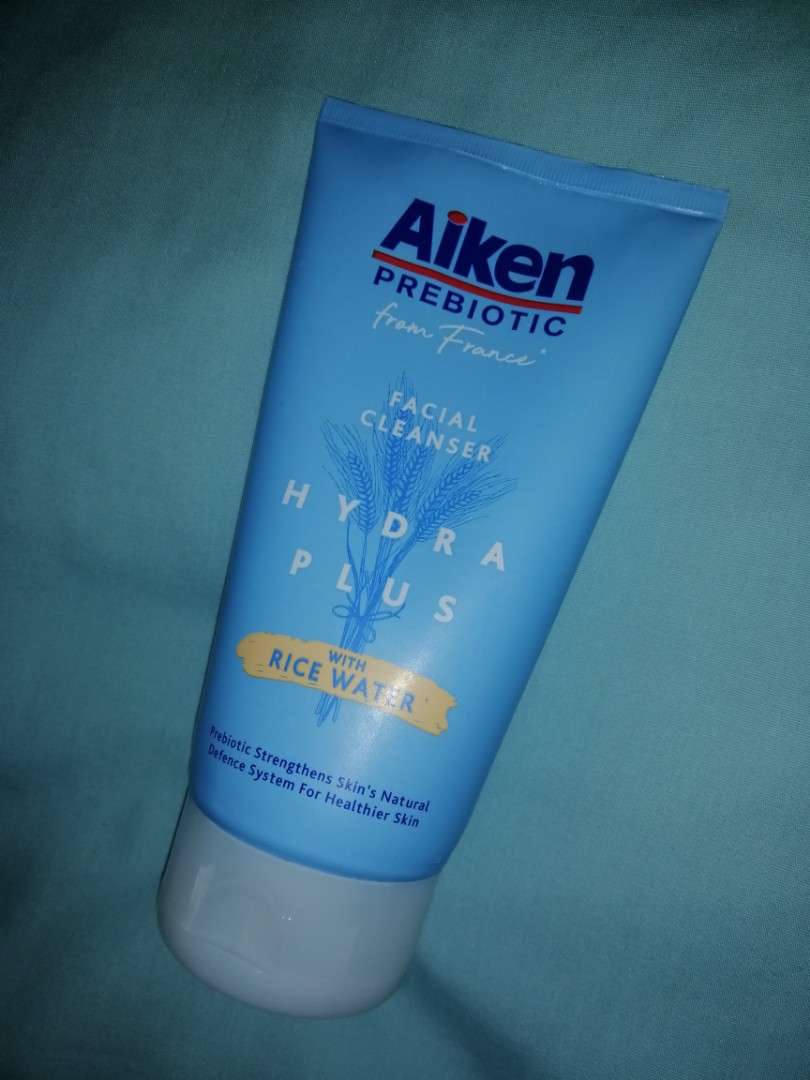 Aiken
PREBIOTIC
from France*
FACIAL
CLEANSER
HYDRA
PLUS
WITH
RICE WATER*
Prebiotic Strengthens Skin's Natural
Defence System For Healthier Skin